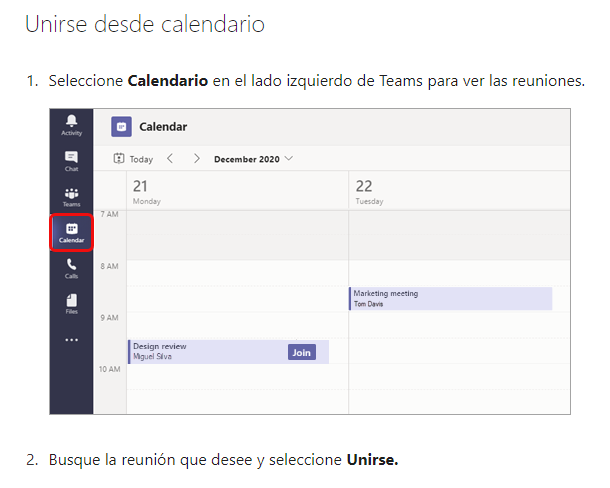 Unirse desde calendario
1. Seleccione Calendario en el lado izquierdo de Teams para ver las reuniones.
Activity
Chat
Teams
Calendar
Calls
Files
Calendar
Today
December 2020
21
Monday
22
Tuesday
7 AM
8 AM
9 AM
10 AM
Marketing meeting
Tom Davis
Design review
Miguel Silva
Join
2. Busque la reunión que desee y seleccione Unirse.